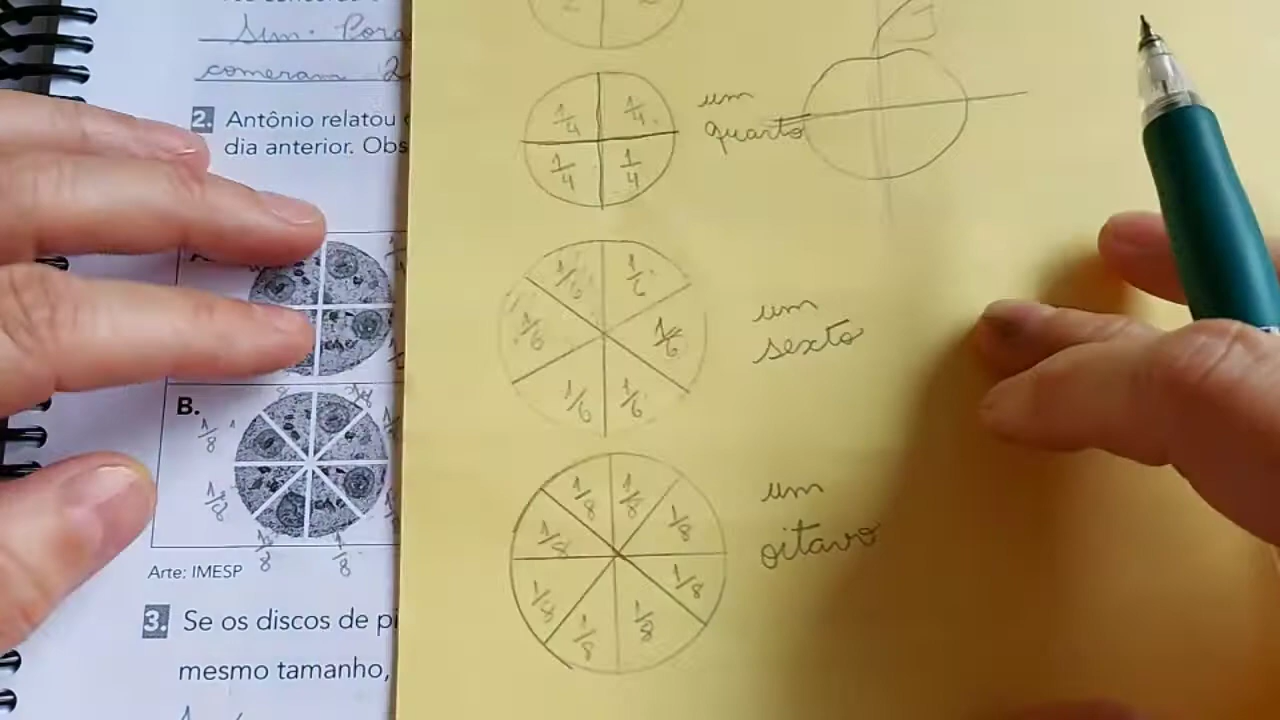 Sim. Pora
comeram 2
2. Antônio relatou
dia anterior. Obs
B.
1/8
1/8
1/8
1/8
Arte: IMESP
3. Se os discos de pi
mesmo tamanho,
1/4 1/4
1/4 1/4
um
quarto
1/6 1/6
1/6 1/6
1/6 1/6
um
sexto
1/8 1/8
1/8 1/8
1/8 1/8
1/8 1/8
um
oitavo